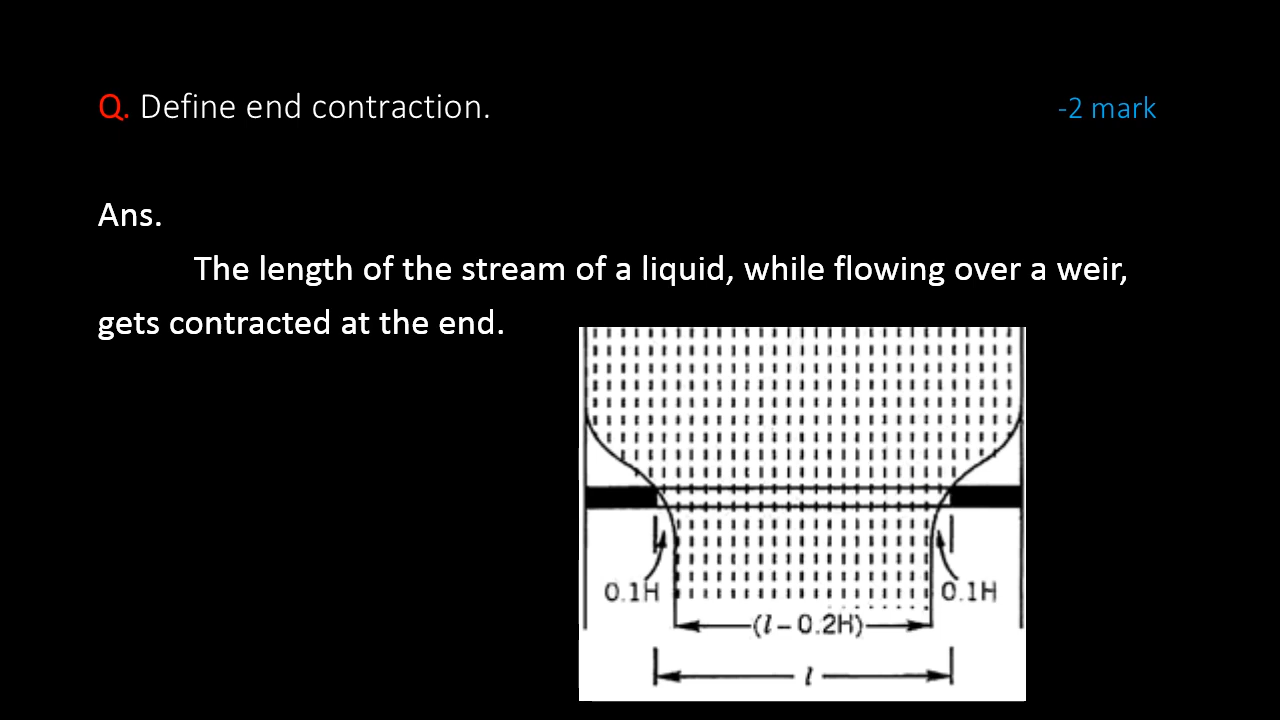 Q. Define end contraction. -2 mark
Ans.
The length of the stream of a liquid, while flowing over a weir,
gets contracted at the end.
0.1H 0.1H
(l – 0.2H)
l